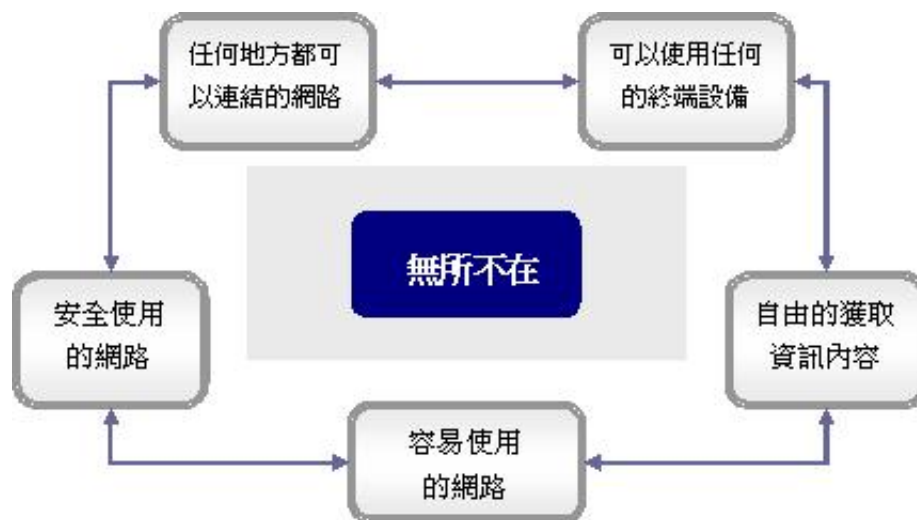 任何地方都可
以連結的網路
可以使用任何
的終端設備
無所不在
安全使用
的網路
自由的獲取
資訊內容
容易使用
的網路